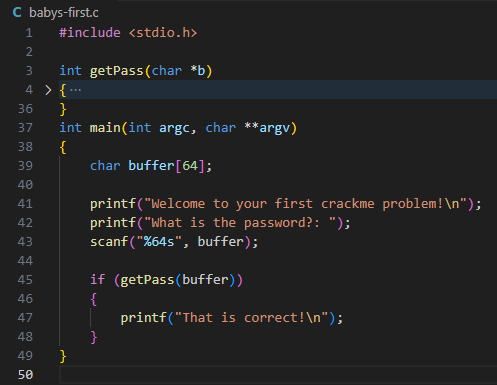 C babys-first.c
1 #include <stdio.h>
2
3 int getPass(char *b)
4 > { ...
36 }
37 int main(int argc, char **argv)
38 {
39     char buffer[64];
40
41     printf("Welcome to your first crackme problem!\n");
42     printf("What is the password?: ");
43     scanf("%64s", buffer);
44
45     if (getPass(buffer))
46     {
47         printf("That is correct!\n");
48     }
49 }
50